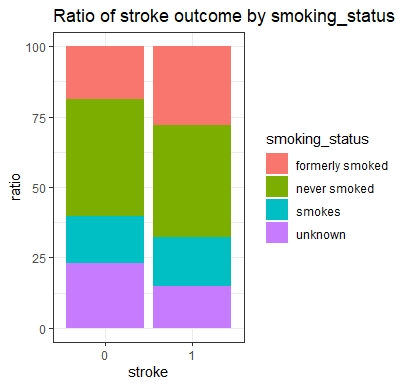 Ratio of stroke outcome by smoking_status
100
75
50
25
0
ratio
0 1
stroke
smoking_status
formerly smoked
never smoked
smokes
unknown